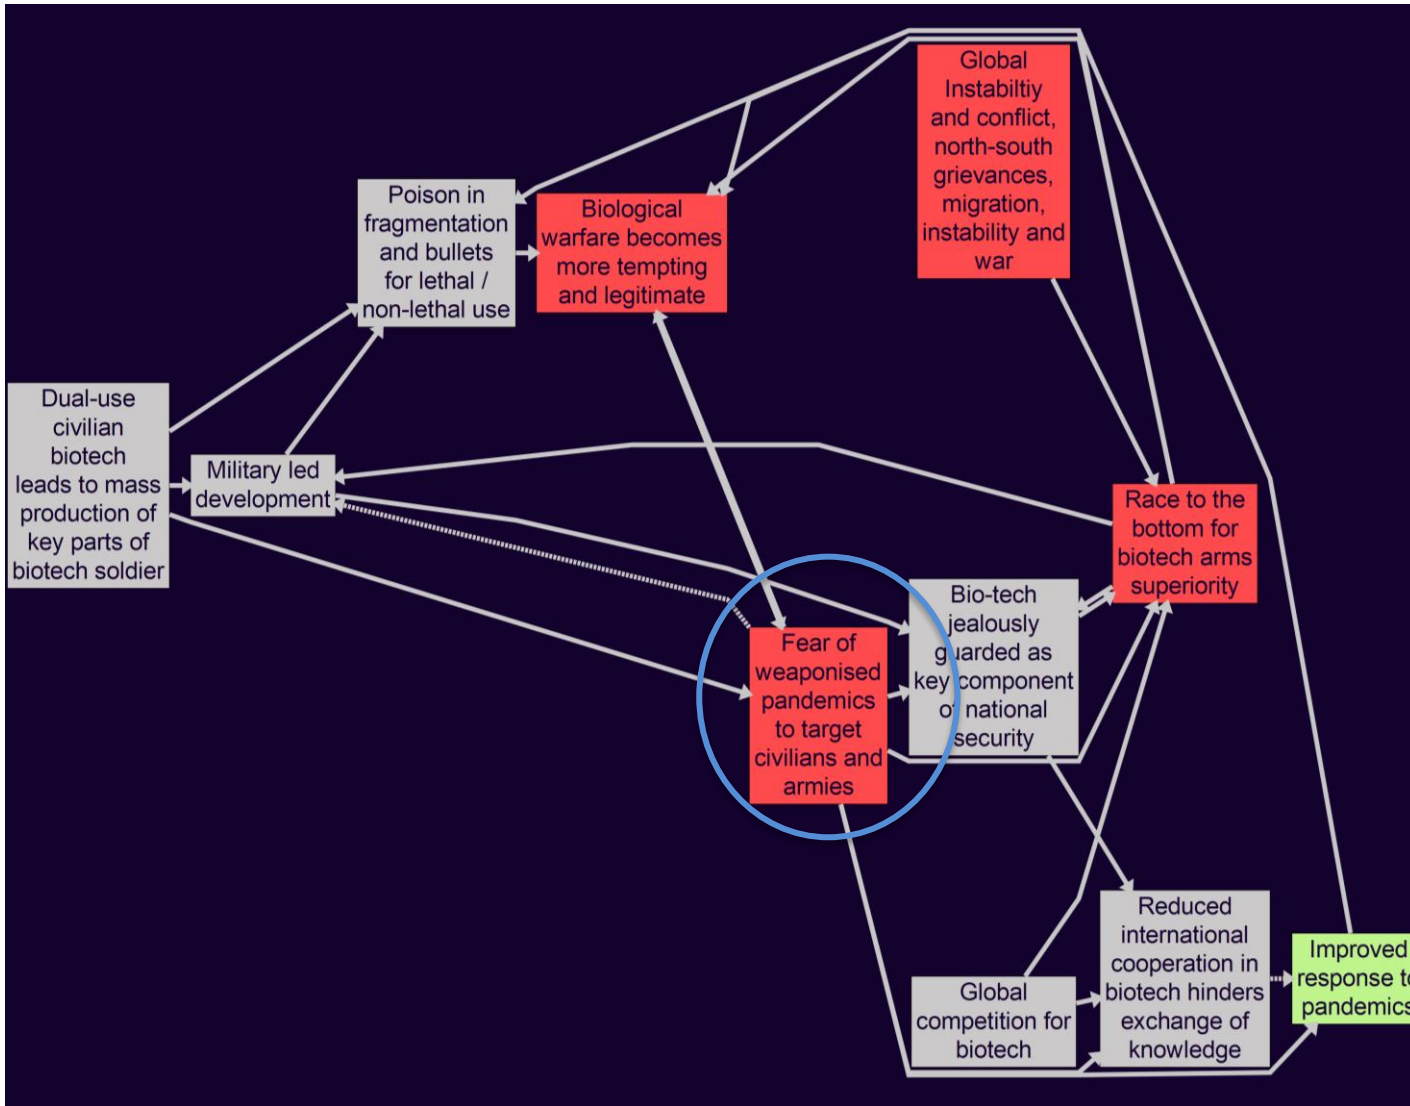 Global
Instabiltiy
and conflict,
north-south
grievances,
migration,
instability and
war
Poison in
fragmentation
and bullets
for lethal /
non-lethal use
Biological
warfare becomes
more tempting
and legitimate
Dual-use
civilian
biotech
leads to mass
production of
key parts of
biotech soldier
Military led
development
Race to the
bottom for
biotech arms
superiority
Bio-tech
jealously
guarded as
key component
of national
security
Fear of
weaponised
pandemics
to target
civilians and
armies
Reduced
international
cooperation in
biotech hinders
exchange of
knowledge
Global
competition for
biotech
Improved
response to
pandemics